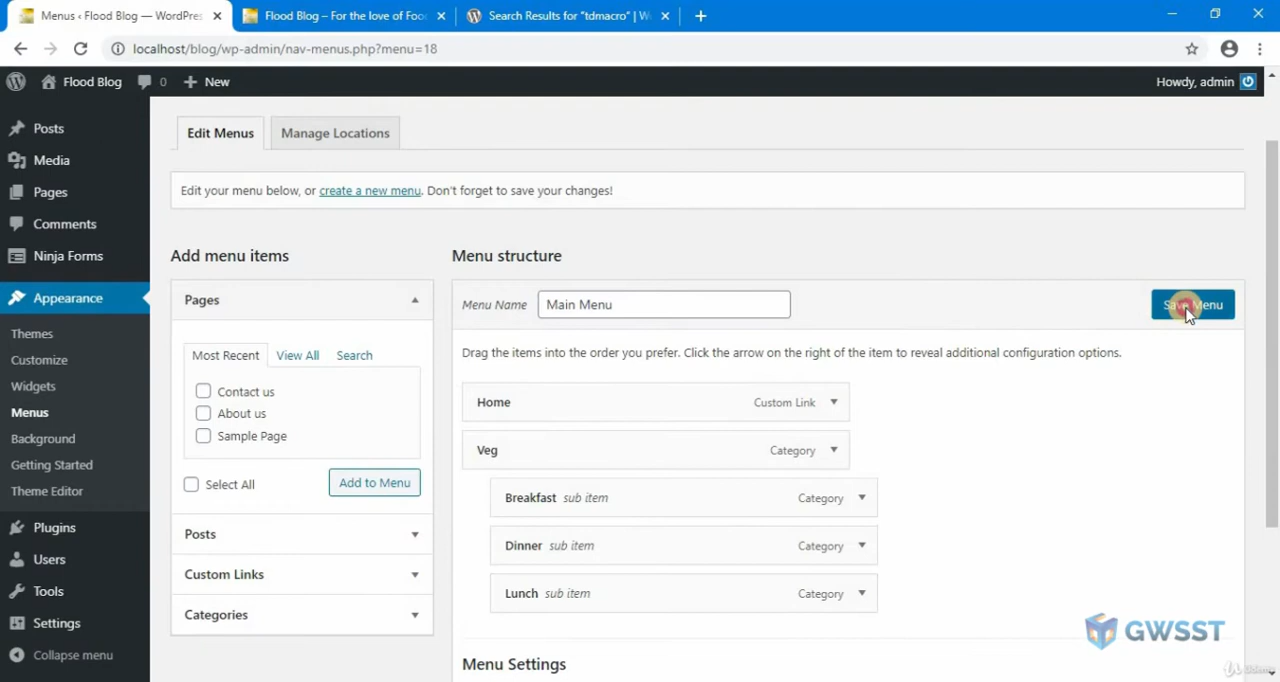 Menus ‹ Flood Blog — WordPres
Flood Blog – For the love of Foo
Search Results for "tdmacro" | W
localhost/blog/wp-admin/nav-menus.php?menu=18
Flood Blog
0
New
Howdy, admin
Posts
Media
Pages
Comments
Ninja Forms
Appearance
Themes
Customize
Widgets
Menus
Background
Getting Started
Theme Editor
Plugins
Users
Tools
Settings
Collapse menu
Edit Menus
Manage Locations
Edit your menu below, or create a new menu. Don't forget to save your changes!
Add menu items
Pages
Most Recent
View All
Search
Contact us
About us
Sample Page
Select All
Add to Menu
Posts
Custom Links
Categories
Menu structure
Menu Name
Main Menu
Save Menu
Drag the items into the order you prefer. Click the arrow on the right of the item to reveal additional configuration options.
Home Custom Link
Veg Category
Breakfast sub item Category
Dinner sub item Category
Lunch sub item Category
Menu Settings
GWSST
Udemy